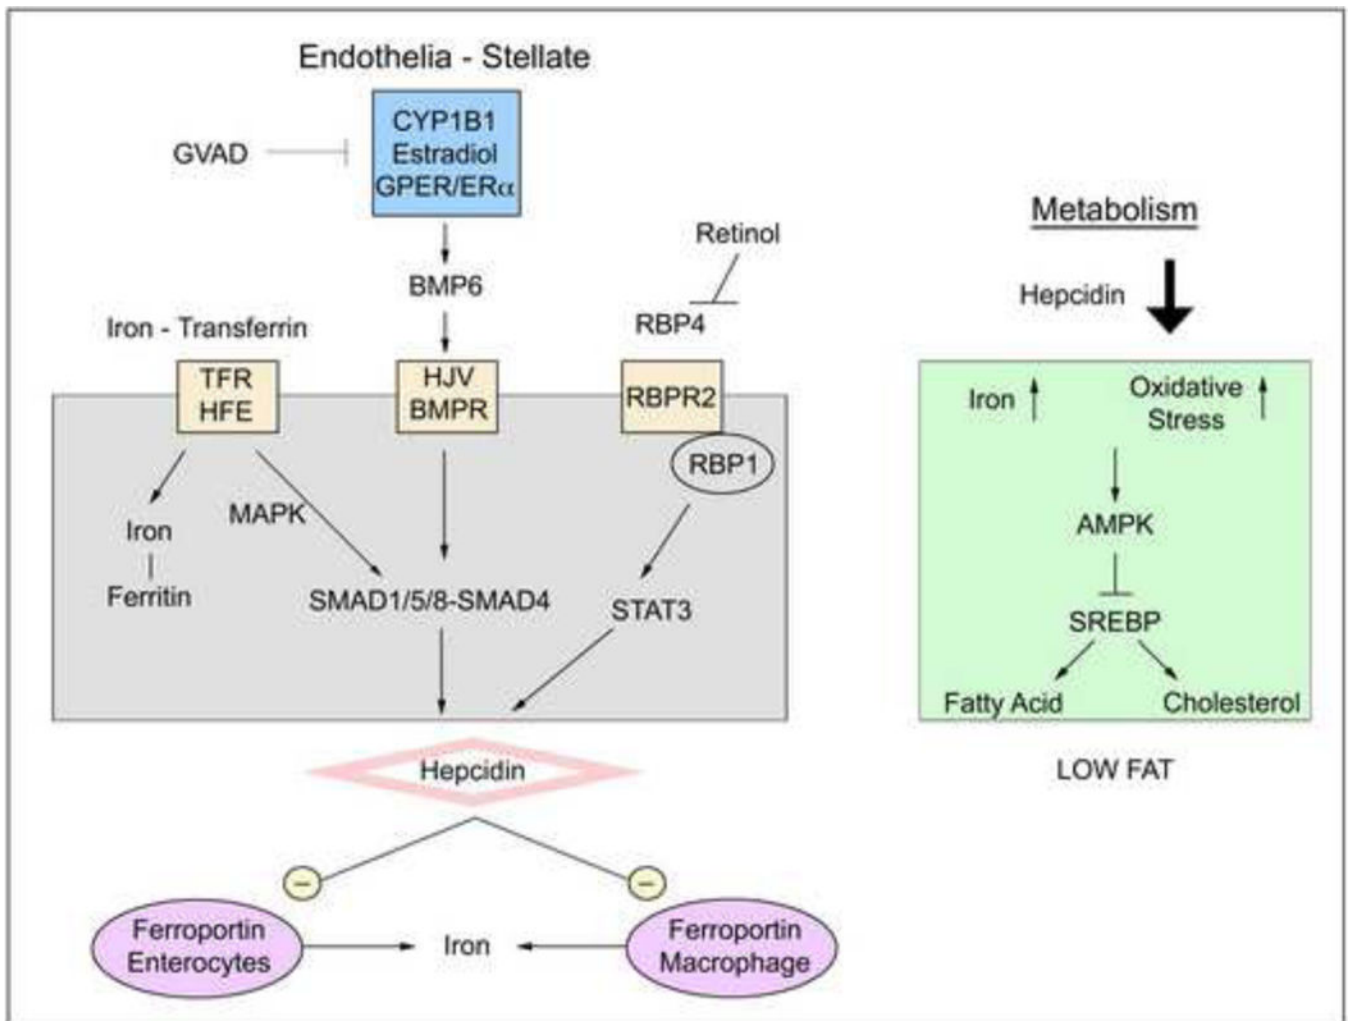 Endothelia - Stellate
CYP1B1
Estradiol
GPER/ERα
GVAD
BMP6
Retinol
RBP4
Iron - Transferrin
TFR
HFE
HJV
BMPR
RBPR2
RBP1
MAPK
Iron
Ferritin
SMAD1/5/8-SMAD4
STAT3
Hepcidin
−
−
Ferroportin
Enterocytes
Iron
Ferroportin
Macrophage
Metabolism
Hepcidin
Iron
Oxidative
Stress
AMPK
SREBP
Fatty Acid
Cholesterol
LOW FAT